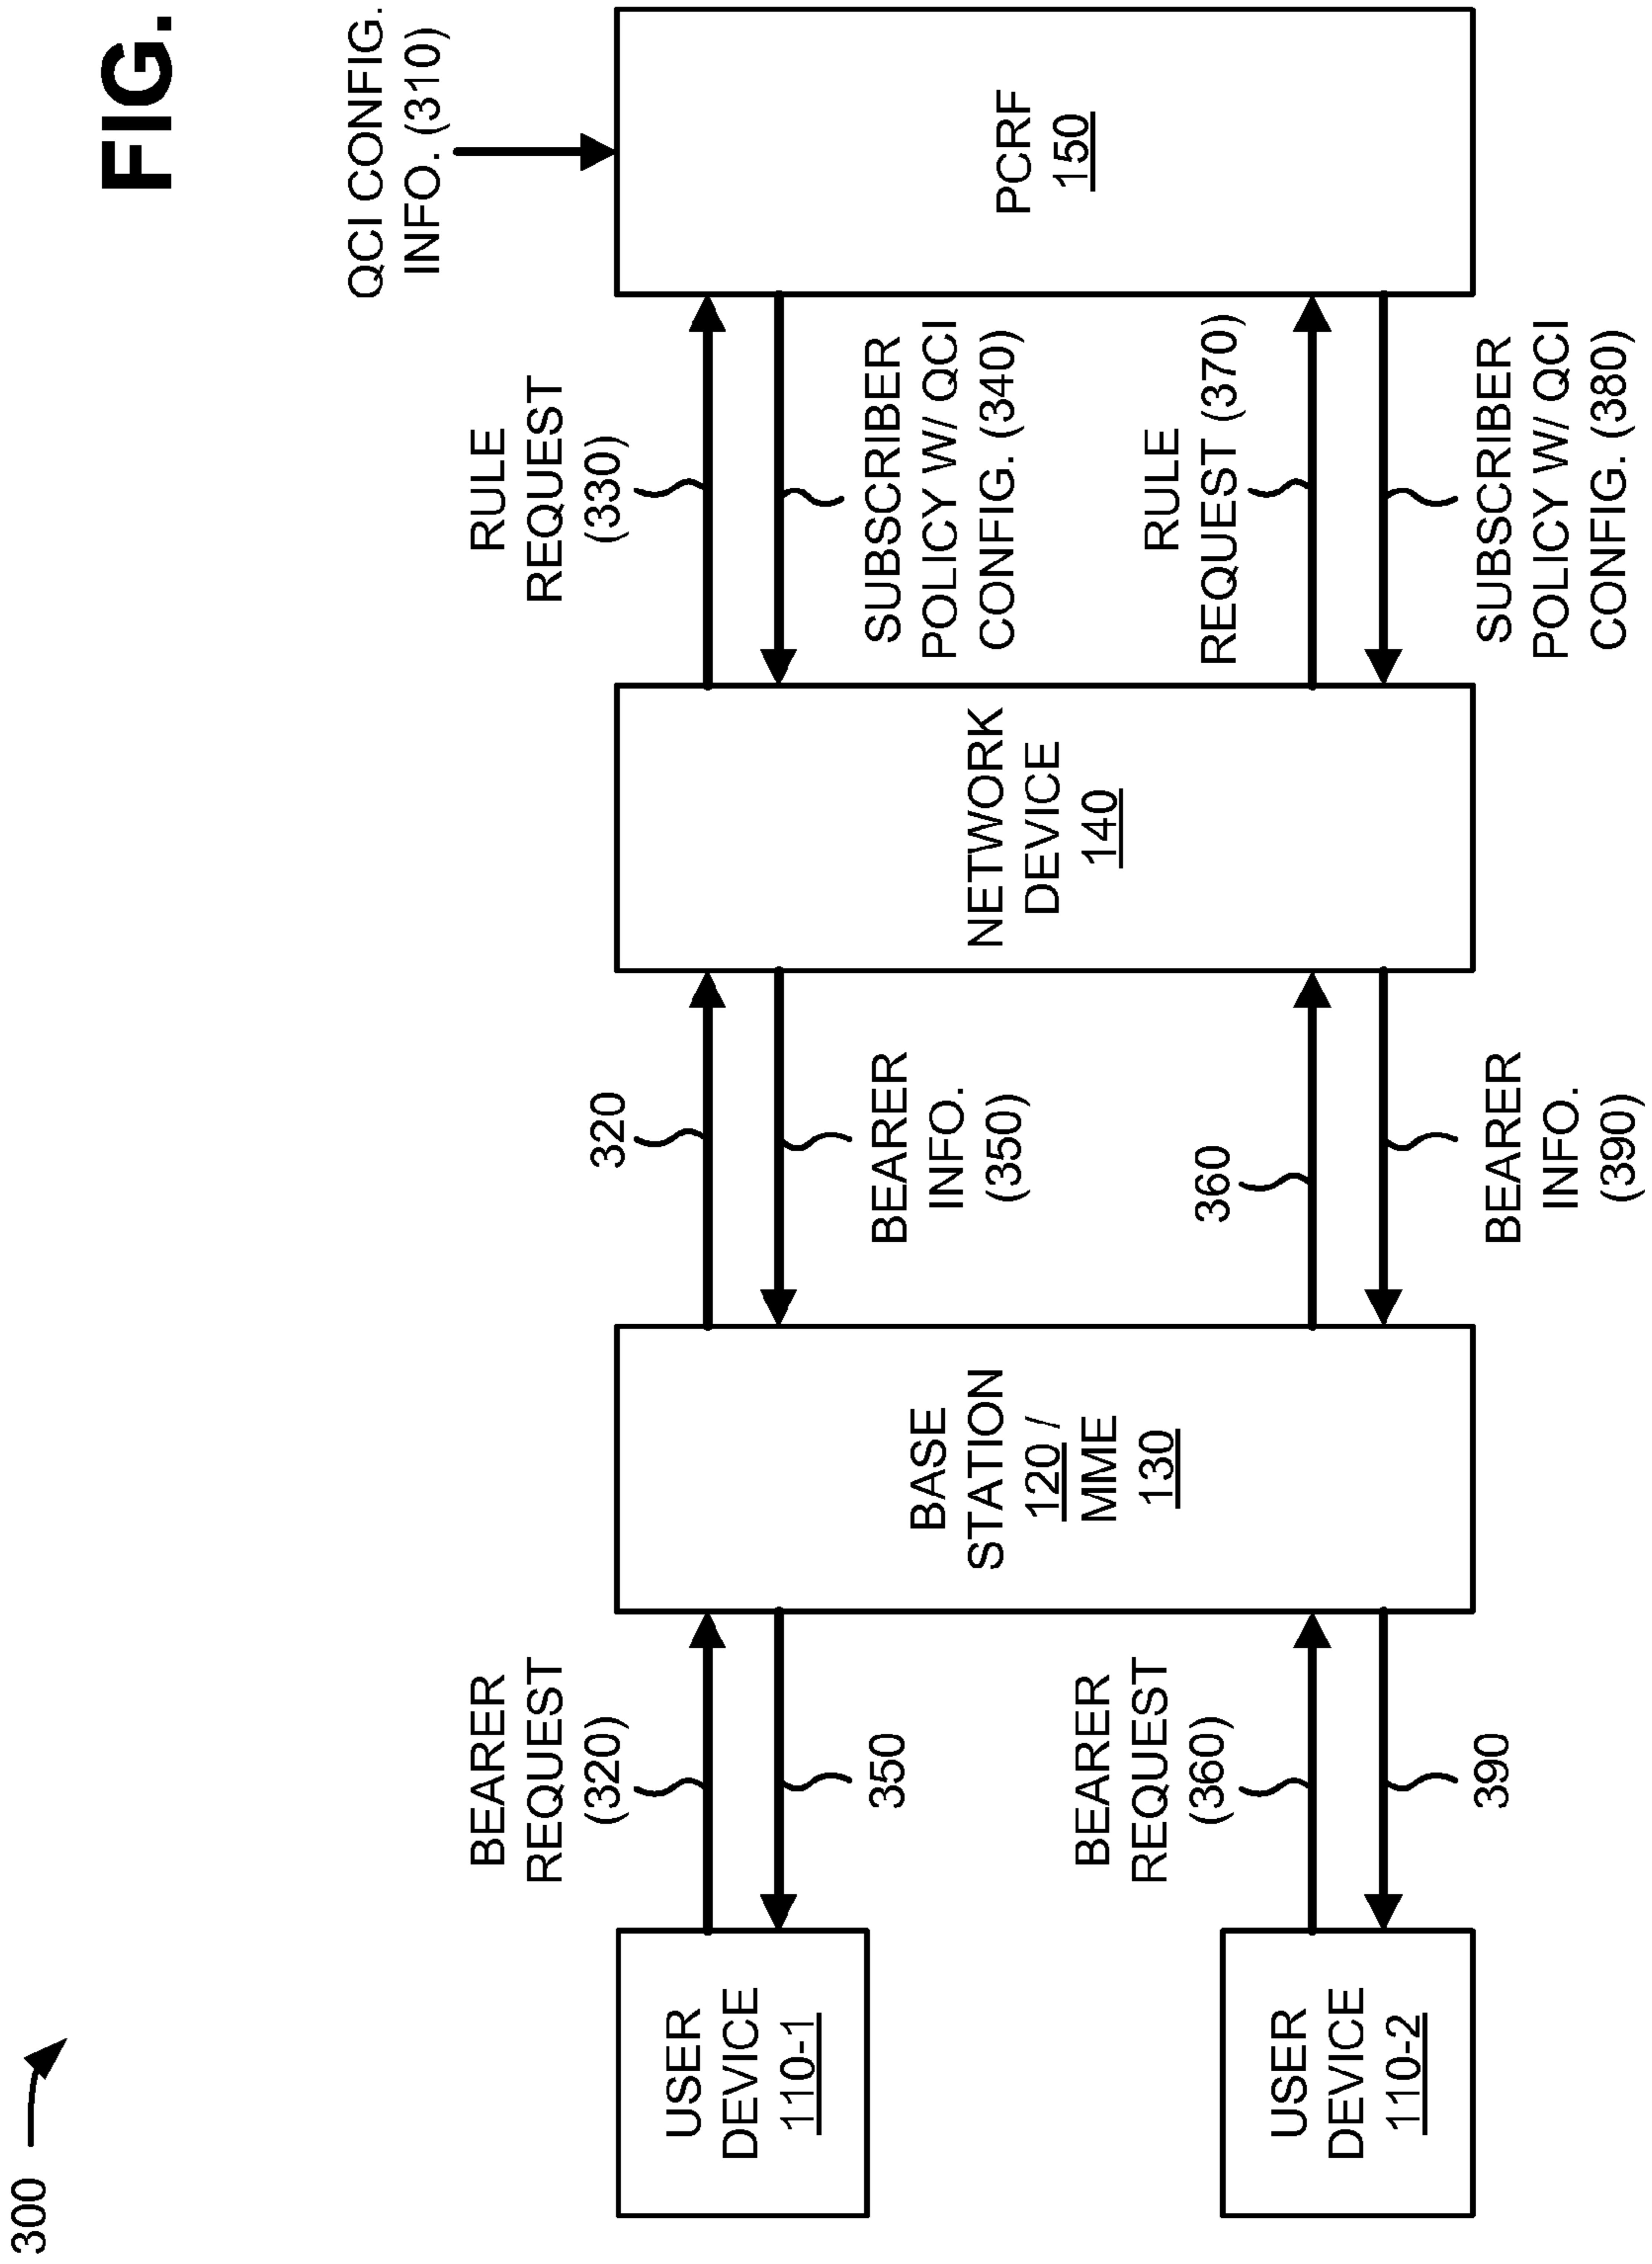 FIG.
300
QCI CONFIG.
INFO. (310)
BEARER
REQUEST
(320)
320
RULE
REQUEST
(330)
USER
DEVICE
110-1
350
BASE
STATION
120 /
MME
130
BEARER
INFO.
(350)
NETWORK
DEVICE
140
SUBSCRIBER
POLICY W/ QCI
CONFIG. (340)
PCRF
150
BEARER
REQUEST
(360)
360
RULE
REQUEST (370)
USER
DEVICE
110-2
390
BEARER
INFO.
(390)
SUBSCRIBER
POLICY W/ QCI
CONFIG. (380)